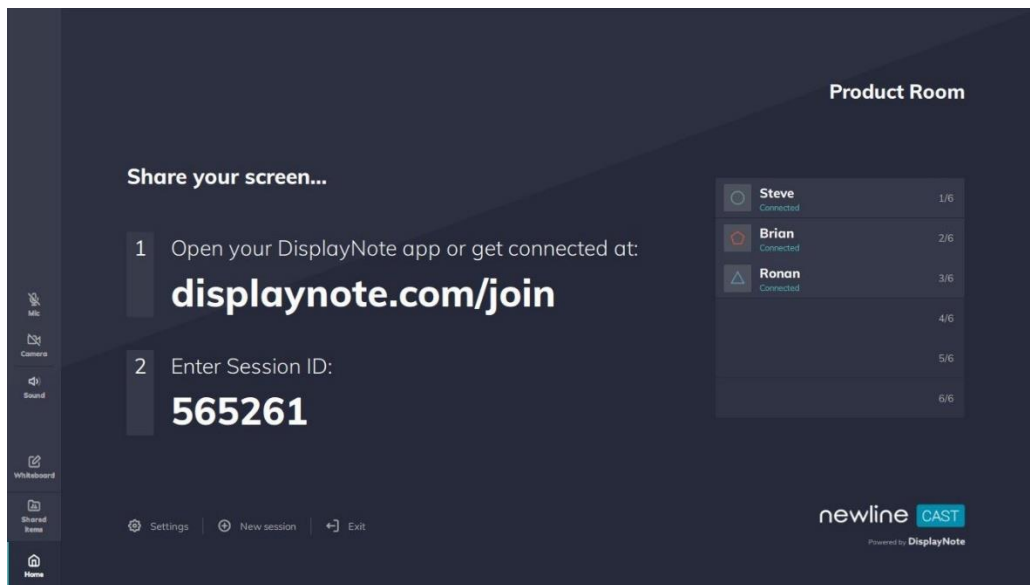 Product Room
Share your screen...
1 Open your DisplayNote app or get connected at:
displaynote.com/join
2 Enter Session ID:
565261
Steve
Connected
1/6
Brian
Connected
2/6
Ronan
Connected
3/6
4/6
5/6
6/6
Mic
Camera
Sound
Whiteboard
Shared
Items
Home
Settings
New session
Exit
newline CAST
Powered by DisplayNote